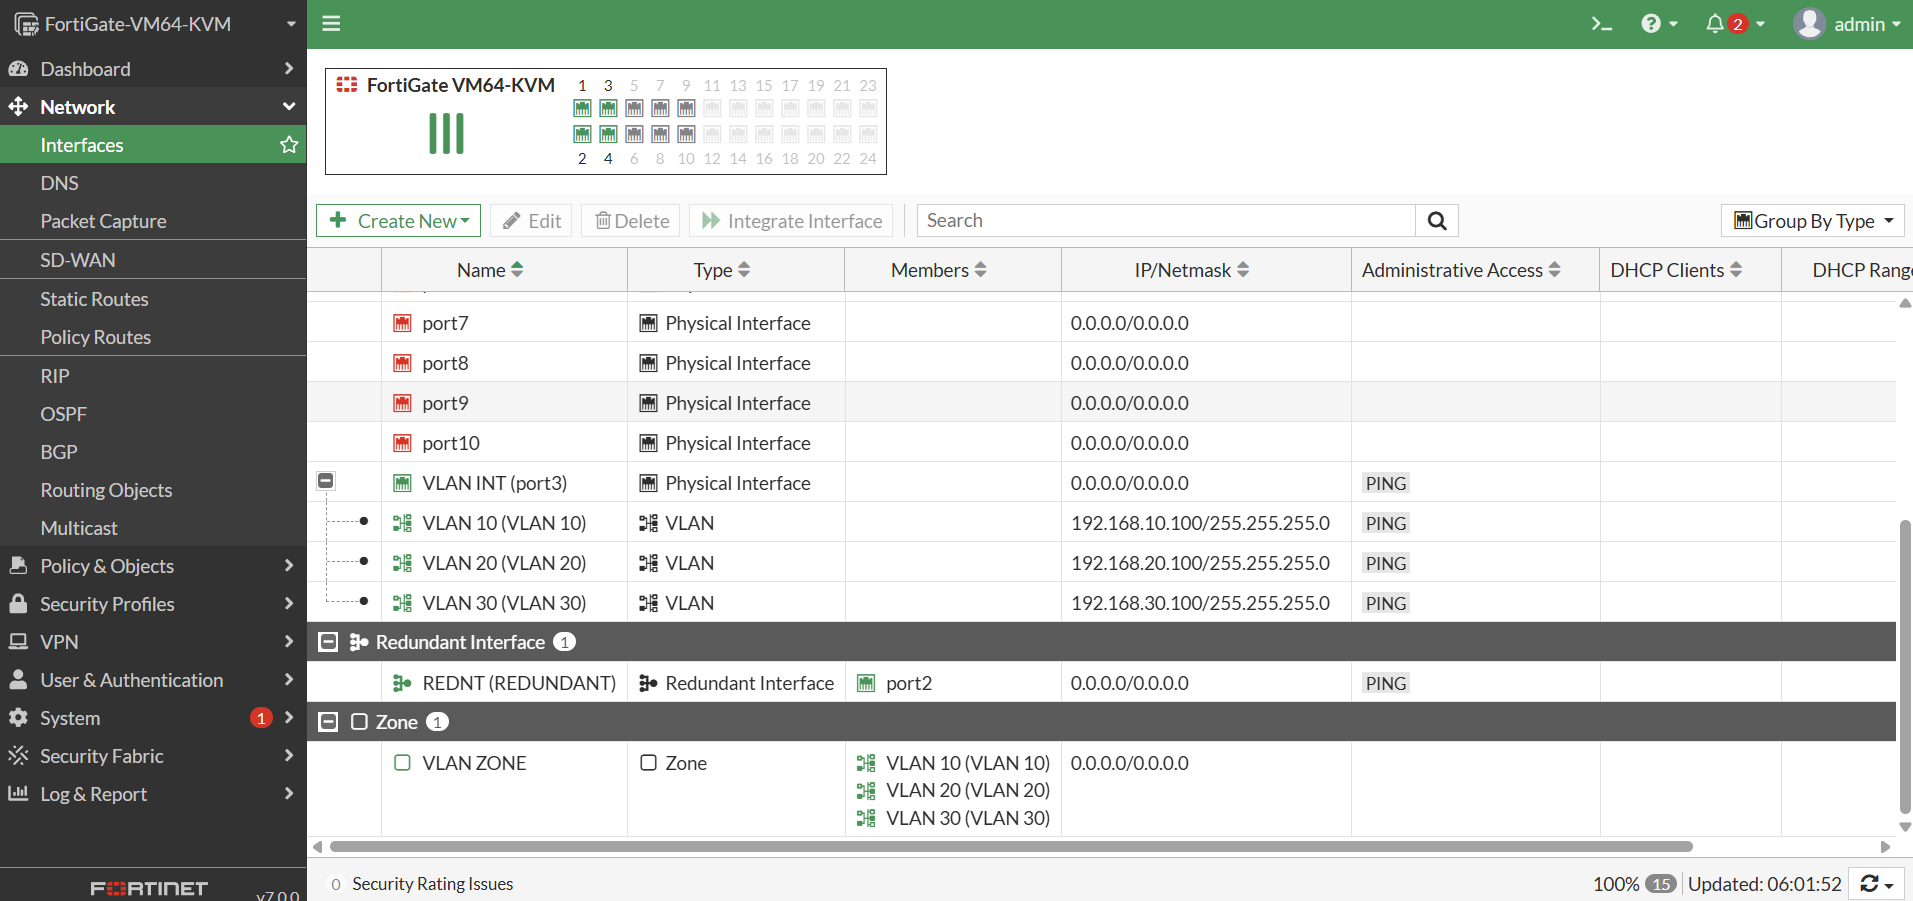 FortiGate-VM64-KVM
2
admin
Dashboard
Network
Interfaces
DNS
Packet Capture
SD-WAN
Static Routes
Policy Routes
RIP
OSPF
BGP
Routing Objects
Multicast
Policy & Objects
Security Profiles
VPN
User & Authentication
System 1
Security Fabric
Log & Report
FORTINET
v7.0.0
FortiGate VM64-KVM
1 3 5 7 9 11 13 15 17 19 21 23
2 4 6 8 10 12 14 16 18 20 22 24
Create New Edit Delete Integrate Interface Search Group By Type
Name Type Members IP/Netmask Administrative Access DHCP Clients DHCP Rang
port7 Physical Interface 0.0.0.0/0.0.0.0
port8 Physical Interface 0.0.0.0/0.0.0.0
port9 Physical Interface 0.0.0.0/0.0.0.0
port10 Physical Interface 0.0.0.0/0.0.0.0
VLAN INT (port3) Physical Interface 0.0.0.0/0.0.0.0 PING
VLAN 10 (VLAN 10) VLAN 192.168.10.100/255.255.255.0 PING
VLAN 20 (VLAN 20) VLAN 192.168.20.100/255.255.255.0 PING
VLAN 30 (VLAN 30) VLAN 192.168.30.100/255.255.255.0 PING
Redundant Interface 1
REDNT (REDUNDANT) Redundant Interface port2 0.0.0.0/0.0.0.0 PING
Zone 1
VLAN ZONE Zone VLAN 10 (VLAN 10) 0.0.0.0/0.0.0.0
VLAN 20 (VLAN 20)
VLAN 30 (VLAN 30)
0 Security Rating Issues 100% 15 Updated: 06:01:52